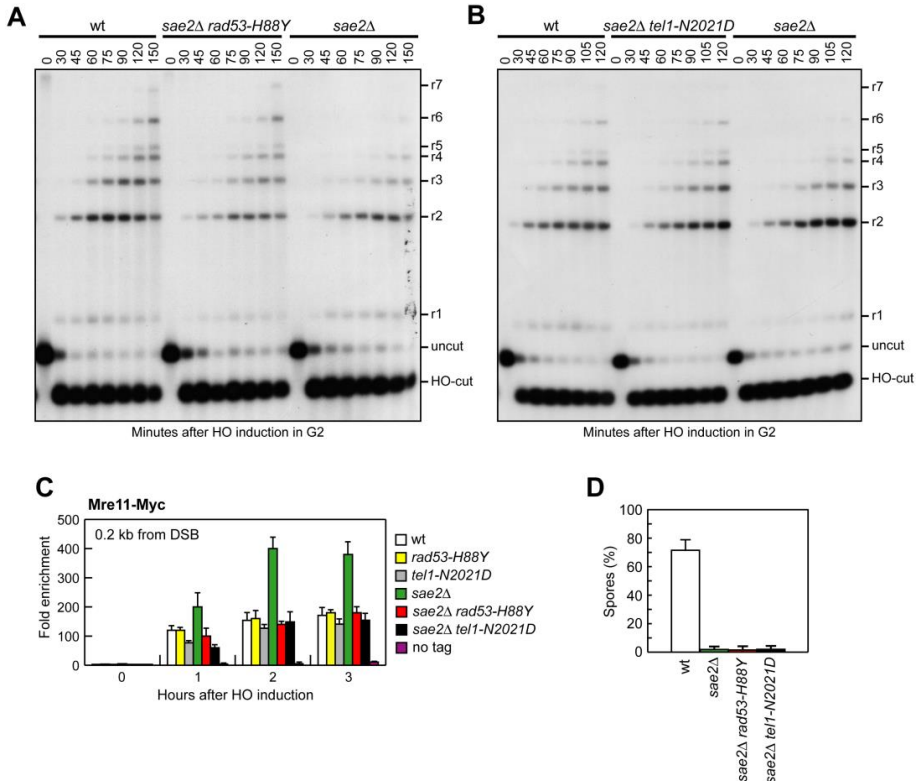 A
wt sae2Δ rad53-H88Y sae2Δ
0 30 45 60 75 90 120 150 0 30 45 60 75 90 120 150 0 30 45 60 75 90 120 150
r7
r6
r5
r4
r3
r2
r1
uncut
HO-cut
Minutes after HO induction in G2
B
wt sae2Δ tel1-N2021D sae2Δ
0 30 45 60 75 90 105 120 0 30 45 60 75 90 105 120 0 30 45 60 75 90 105 120
r7
r6
r5
r4
r3
r2
r1
uncut
HO-cut
Minutes after HO induction in G2
C
Mre11-Myc
0.2 kb from DSB
Fold enrichment
500
400
300
200
100
0
0 1 2 3
Hours after HO induction
wt
rad53-H88Y
tel1-N2021D
sae2Δ
sae2Δ rad53-H88Y
sae2Δ tel1-N2021D
no tag
D
Spores (%)
100
80
60
40
20
0
wt
sae2Δ
sae2Δ rad53-H88Y
sae2Δ tel1-N2021D